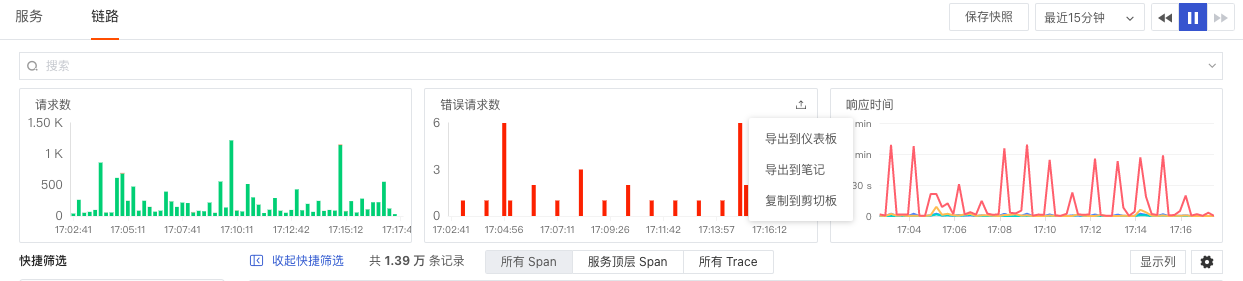 服务
链路
保存快照
最近15分钟
搜索
请求数
1.50 K
1 K
500
0
17:02:41 17:05:11 17:07:41 17:10:11 17:12:42 17:15:12 17:17:4
错误请求数
6
3
0
17:02:41 17:04:56 17:07:11 17:09:26 17:11:42 17:13:57 17:16:12
导出到仪表板
导出到笔记
复制到剪切板
响应时间
min
min
30 s
0
17:04 17:06 17:08 17:10 17:12 17:14 17:16
快捷筛选
收起快捷筛选
共 1.39 万 条记录
所有 Span
服务顶层 Span
所有 Trace
显示列